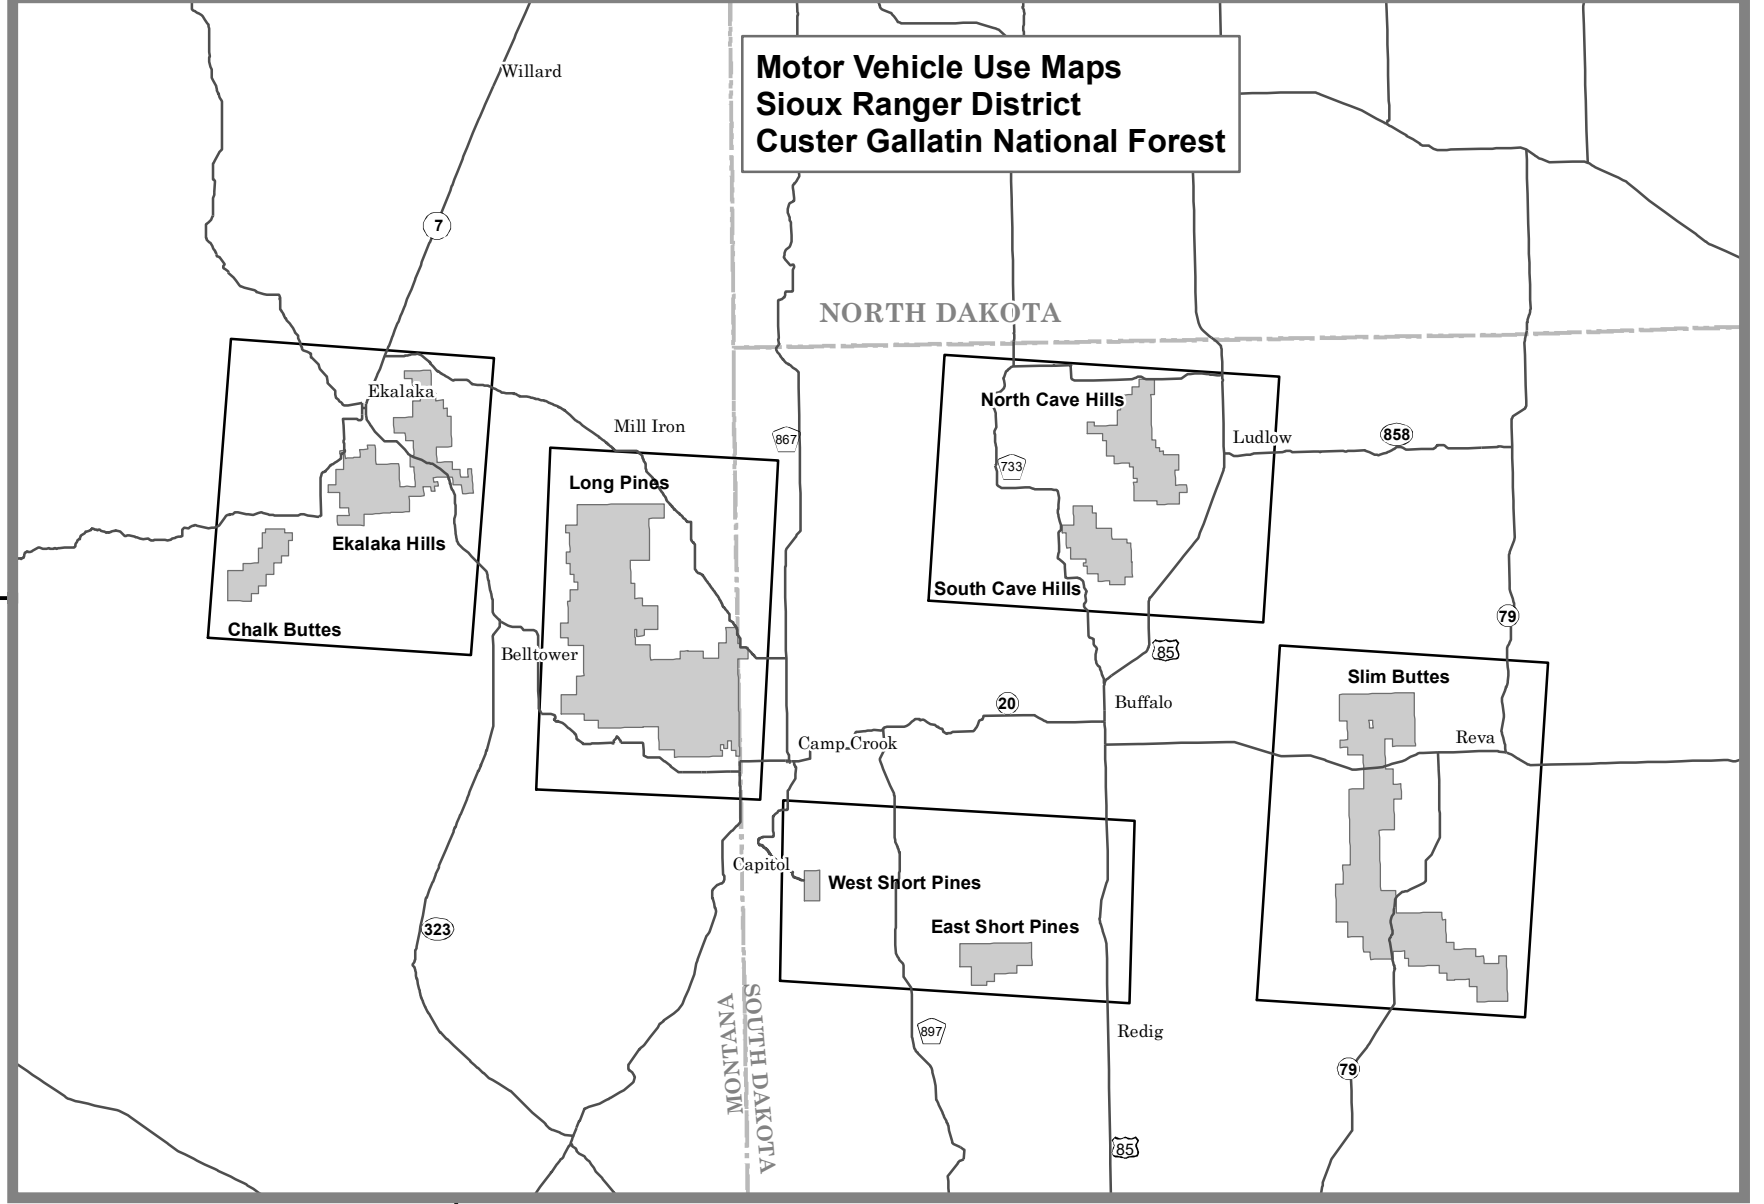 Willard
Motor Vehicle Use Maps
Sioux Ranger District
Custer Gallatin National Forest
7
NORTH DAKOTA
Ekalaka
North Cave Hills
Mill Iron
867
Ludlow
858
733
Long Pines
Ekalaka Hills
South Cave Hills
79
Chalk Buttes
Belltower
85
Slim Buttes
20
Buffalo
Reva
Camp Crook
Capitol
West Short Pines
East Short Pines
323
MONTANA
SOUTH DAKOTA
897
Redig
79
85